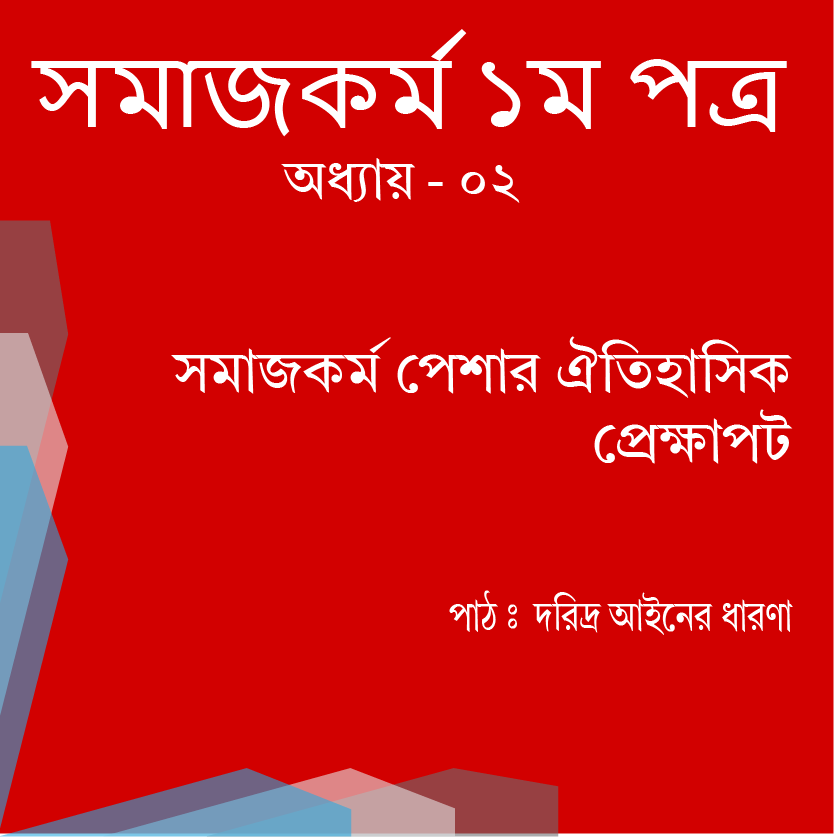 সমাজকর্ম ১ম পত্র
অধ্যায় - ০২
সমাজকর্ম পেশার ঐতিহাসিক
প্রেক্ষাপট
পাঠ ঃ দরিদ্র আইনের ধারণা